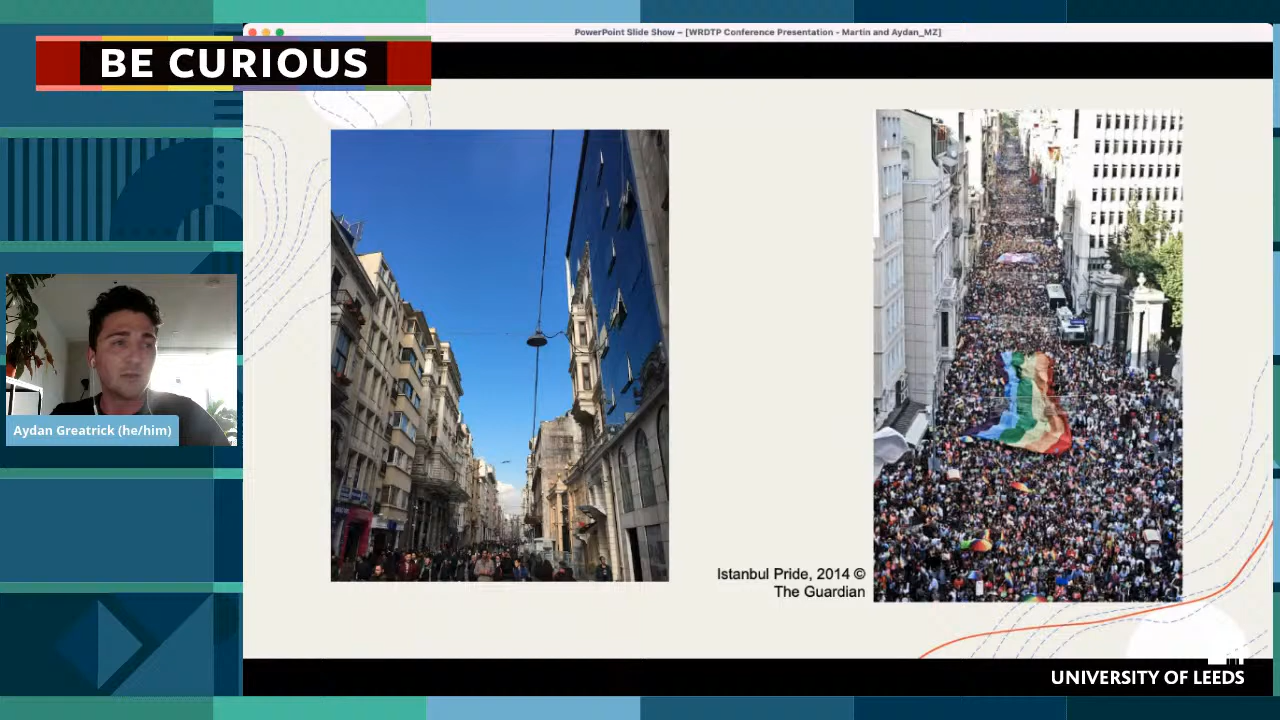 PowerPoint Slide Show – [WRDTP Conference Presentation - Martin and Aydan_MZ]
BE CURIOUS
Aydan Greatrick (he/him)
Istanbul Pride, 2014 ©
The Guardian
UNIVERSITY OF LEEDS